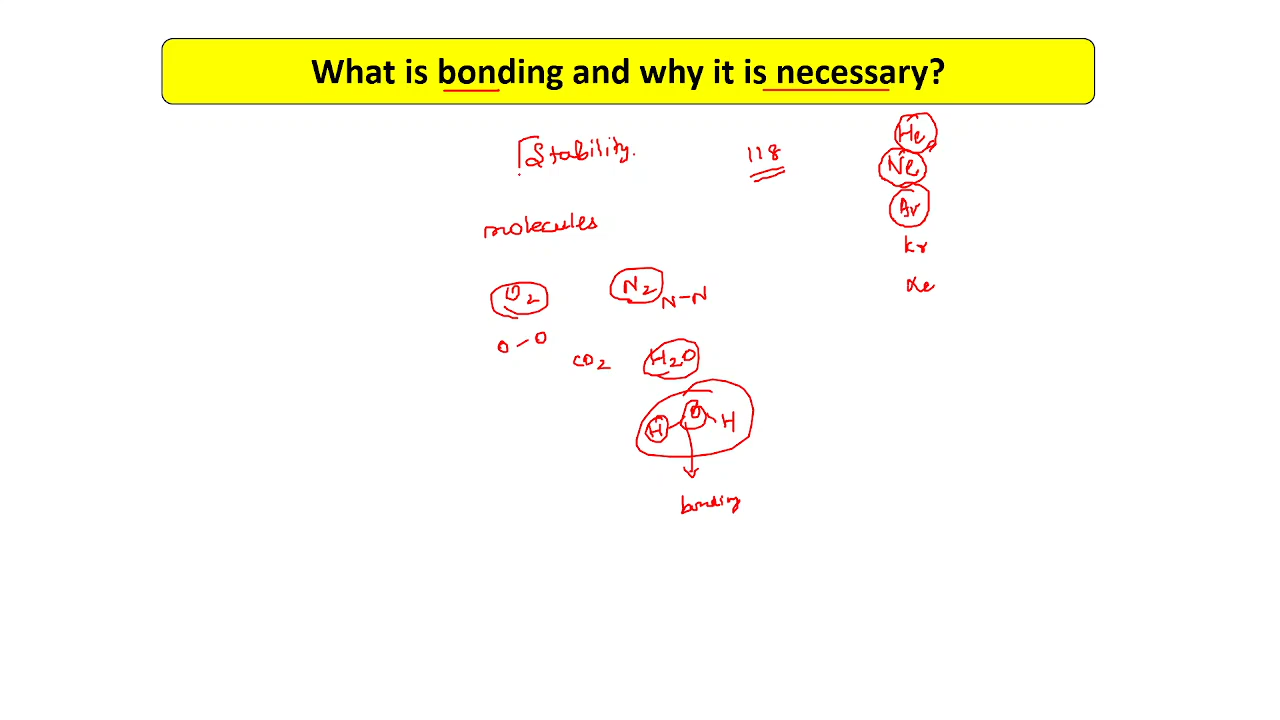 What is bonding and why it is necessary?
Stability.
118
He
Ne
Ar
Kr
Xe
molecules
O2
N2
N-N
O-O
CO2
H2O
H-O-H
bonding